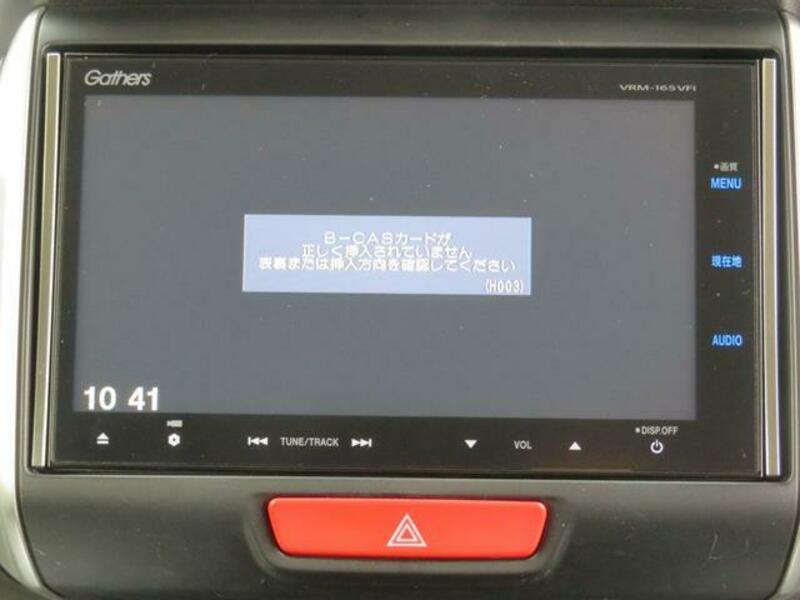 Gathers
VRM-165VFi
•画質
MENU
B-CASカードが
正しく挿入されていません
表裏または挿入方向を確認してください
(H003)
現在地
AUDIO
10 41
TUNE/TRACK
VOL
DISP.OFF